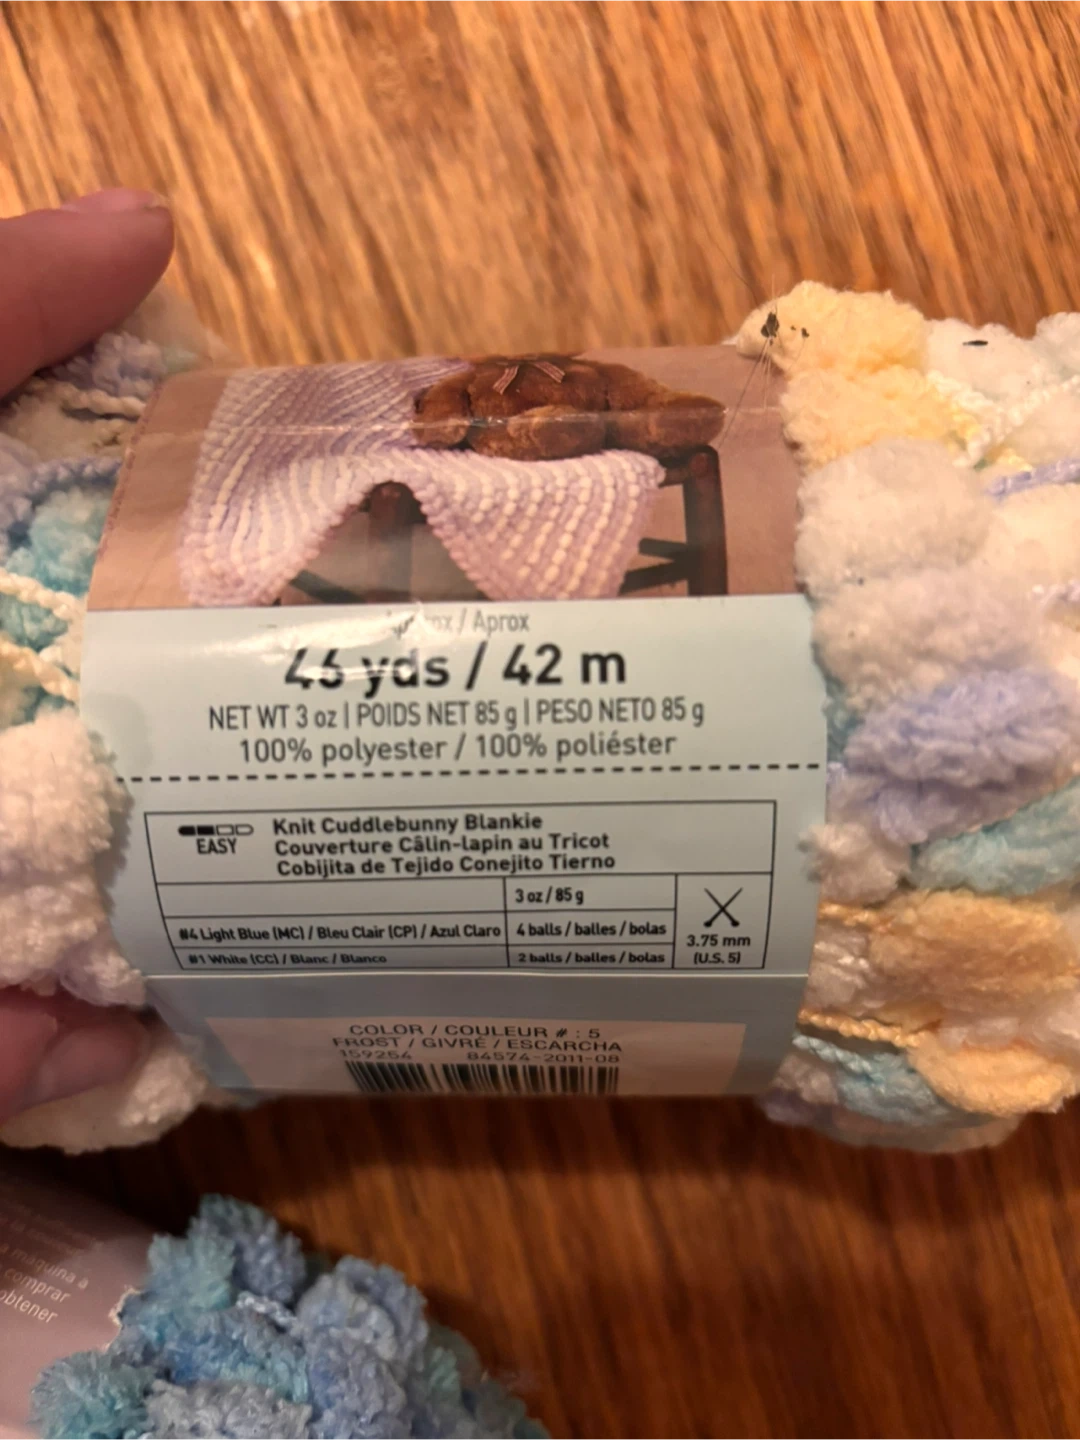 Aprox
46 yds / 42 m
NET WT 3 oz | POIDS NET 85 g | PESO NETO 85 g
100% polyester / 100% poliéster
EASY
Knit Cuddlebunny Blankie
Couverture Câlin-lapin au Tricot
Cobijita de Tejido Conejito Tierno
3 oz / 85 g
#4 Light Blue (MC) / Bleu Clair (CP) / Azul Claro
4 balls / balles / bolas
#1 White (CC) / Blanc / Blanco
2 balls / balles / bolas
3.75 mm
(U.S. 5)
COLOR / COULEUR # : 5
FROST / GIVRÉ / ESCARCHA
159254 84574-2011-08
a maquina a
comprar
obtener